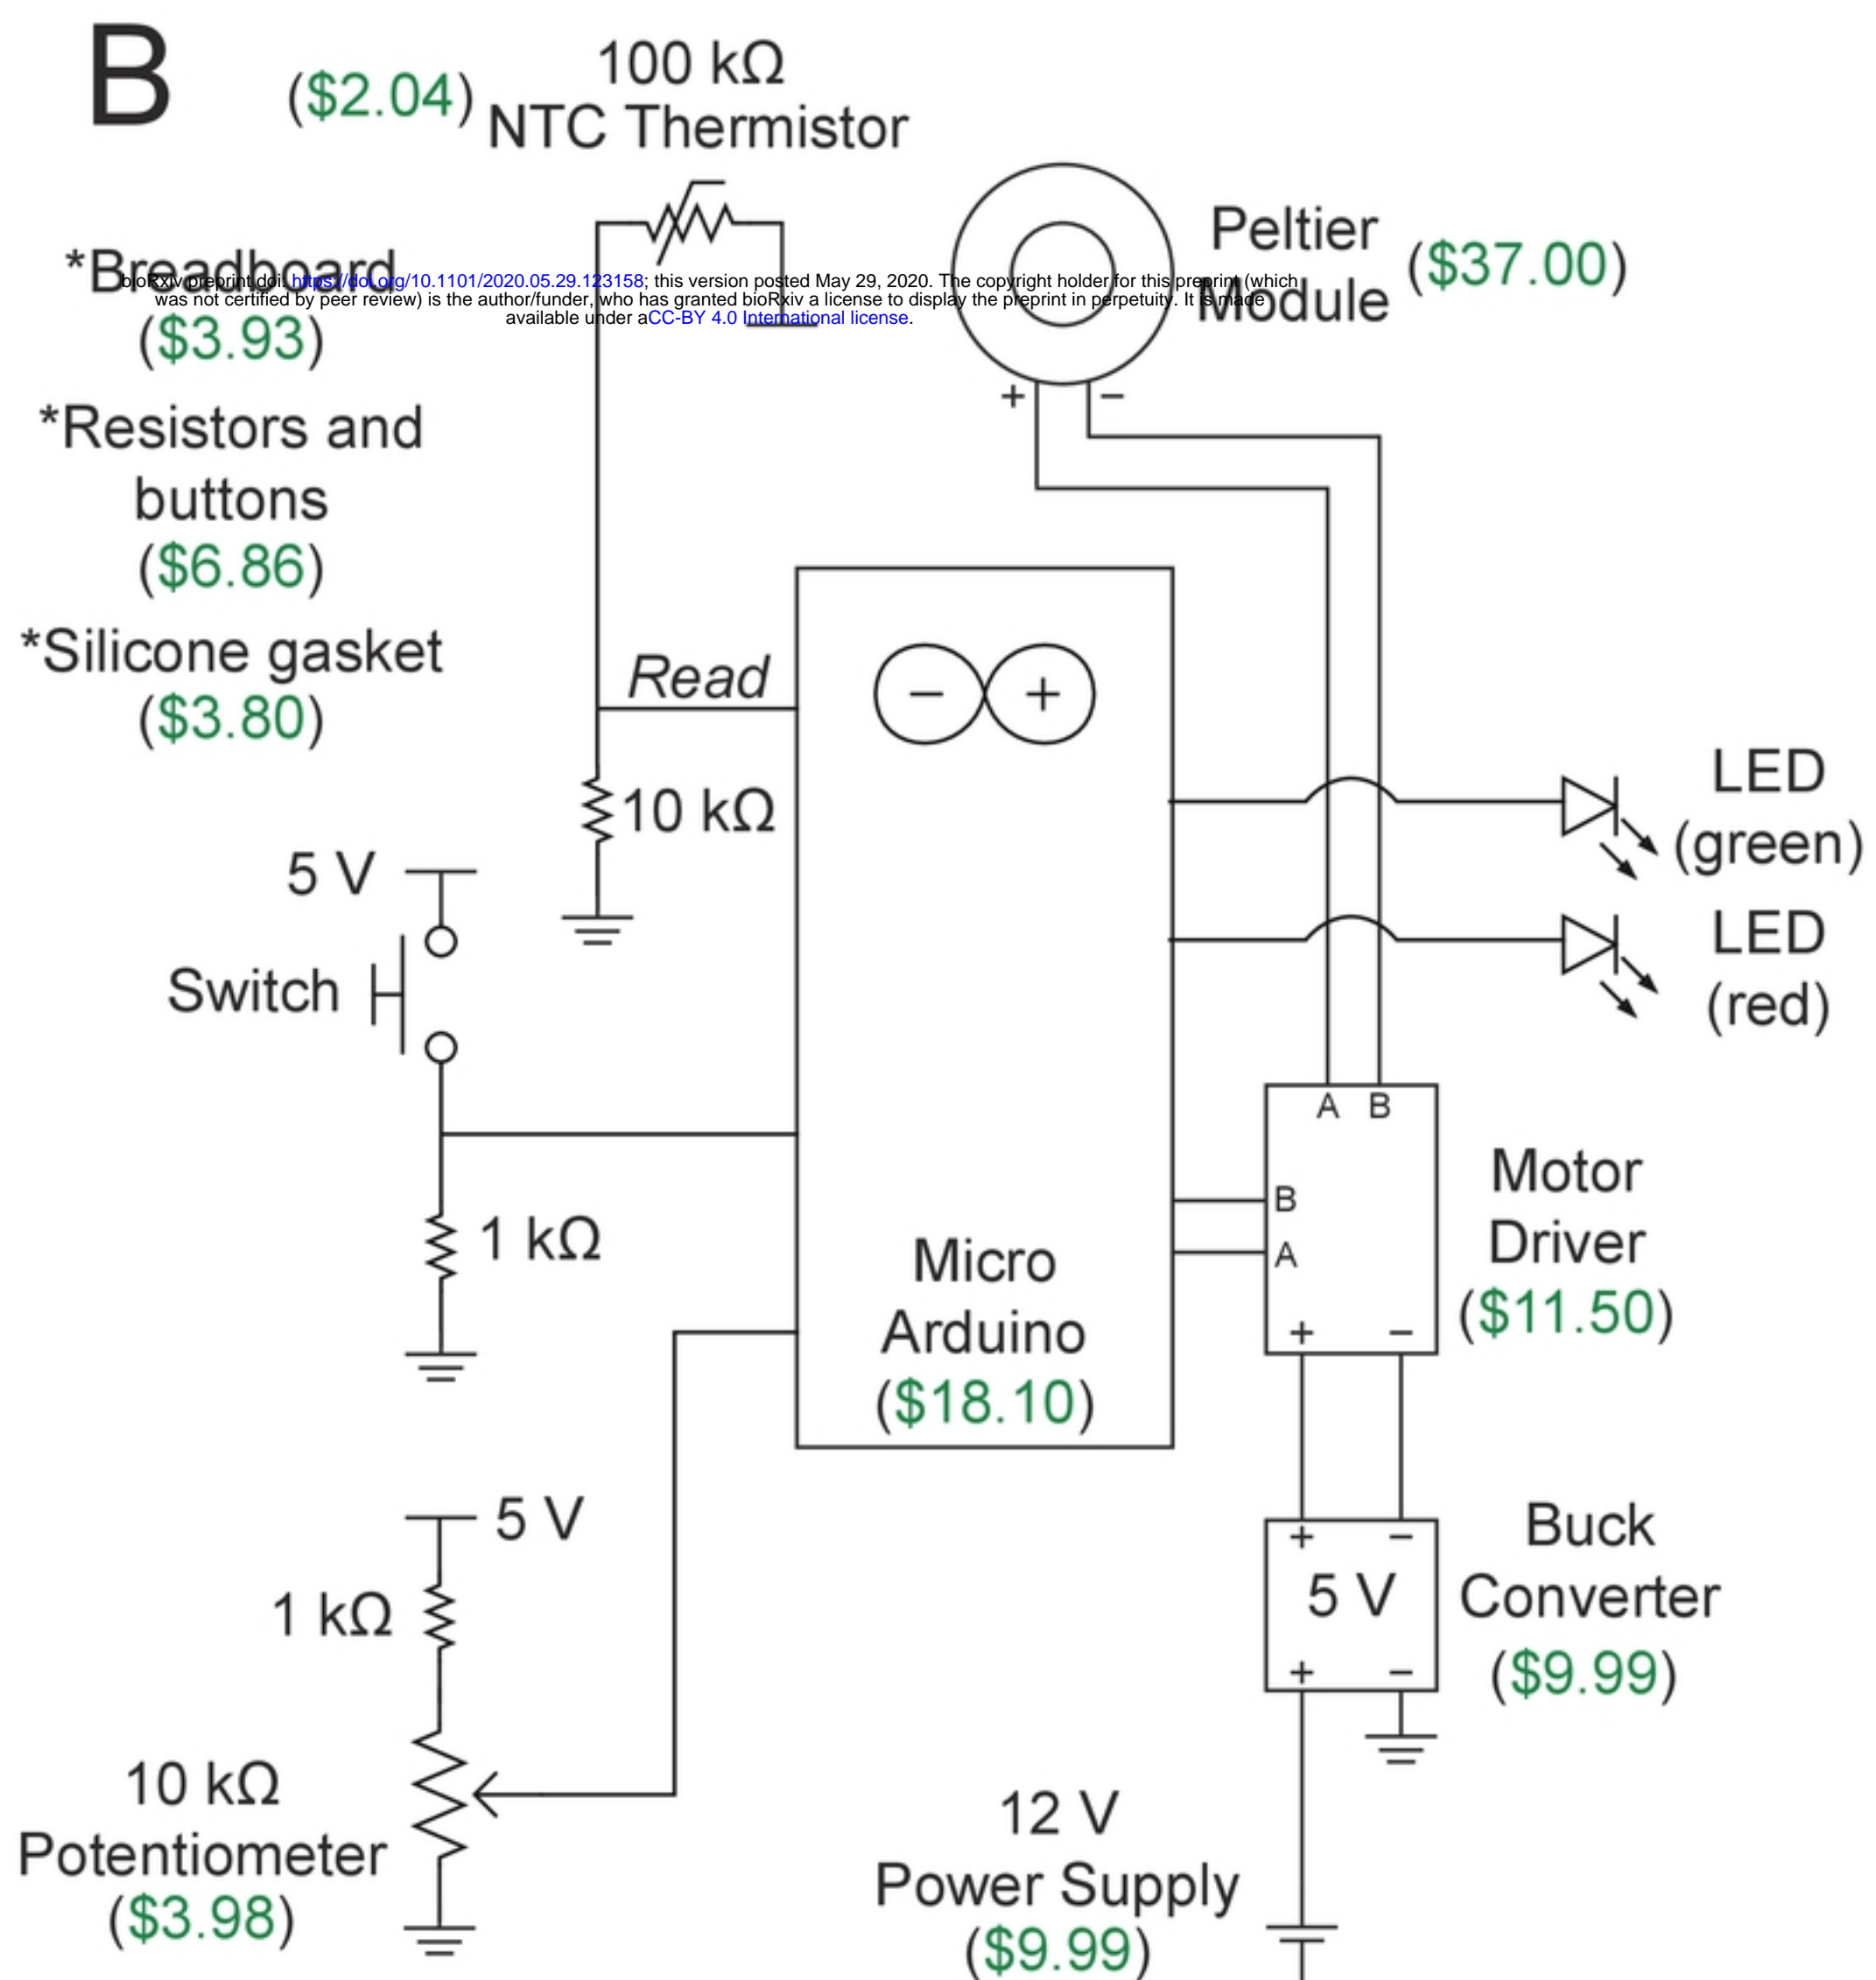 B
($2.04)
100 kΩ
NTC Thermistor
*Breadboard
($3.93)
bioRxiv preprint doi: https://doi.org/10.1101/2020.05.29.123158; this version posted May 29, 2020. The copyright holder for this preprint (which
was not certified by peer review) is the author/funder, who has granted bioRxiv a license to display the preprint in perpetuity. It is made
available under aCC-BY 4.0 International license.
Peltier
Module
($37.00)
+ −
*Resistors and
buttons
($6.86)
*Silicone gasket
($3.80)
Read
− +
10 kΩ
LED
(green)
5 V
Switch
LED
(red)
A B
B
A
+ −
Motor
Driver
($11.50)
1 kΩ
Micro
Arduino
($18.10)
5 V
1 kΩ
+ −
5 V
+ −
Buck
Converter
($9.99)
10 kΩ
Potentiometer
($3.98)
12 V
Power Supply
($9.99)